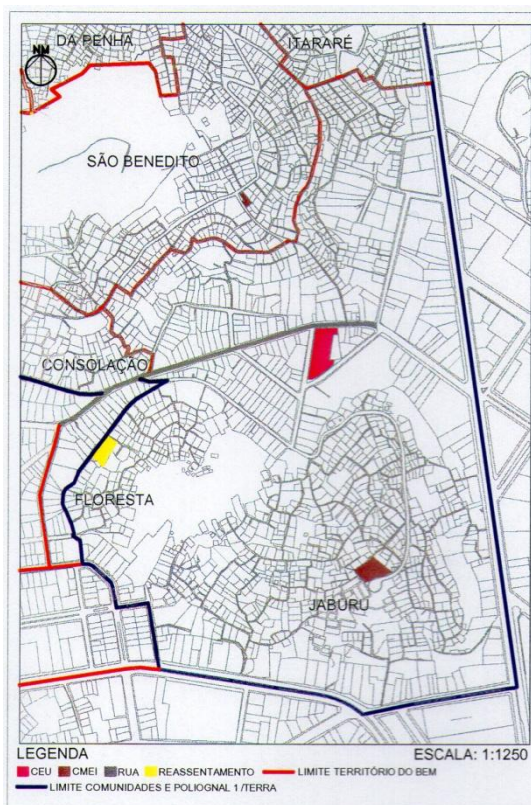 DA PENHA
ITARARÉ
NM
SÃO BENEDITO
CONSOLAÇÃO
FLORESTA
JABURU
LEGENDA
ESCALA: 1:1250
CEU CMEI RUA REASSENTAMENTO LIMITE TERRITÓRIO DO BEM
LIMITE COMUNIDADES E POLIOGNAL 1 /TERRA